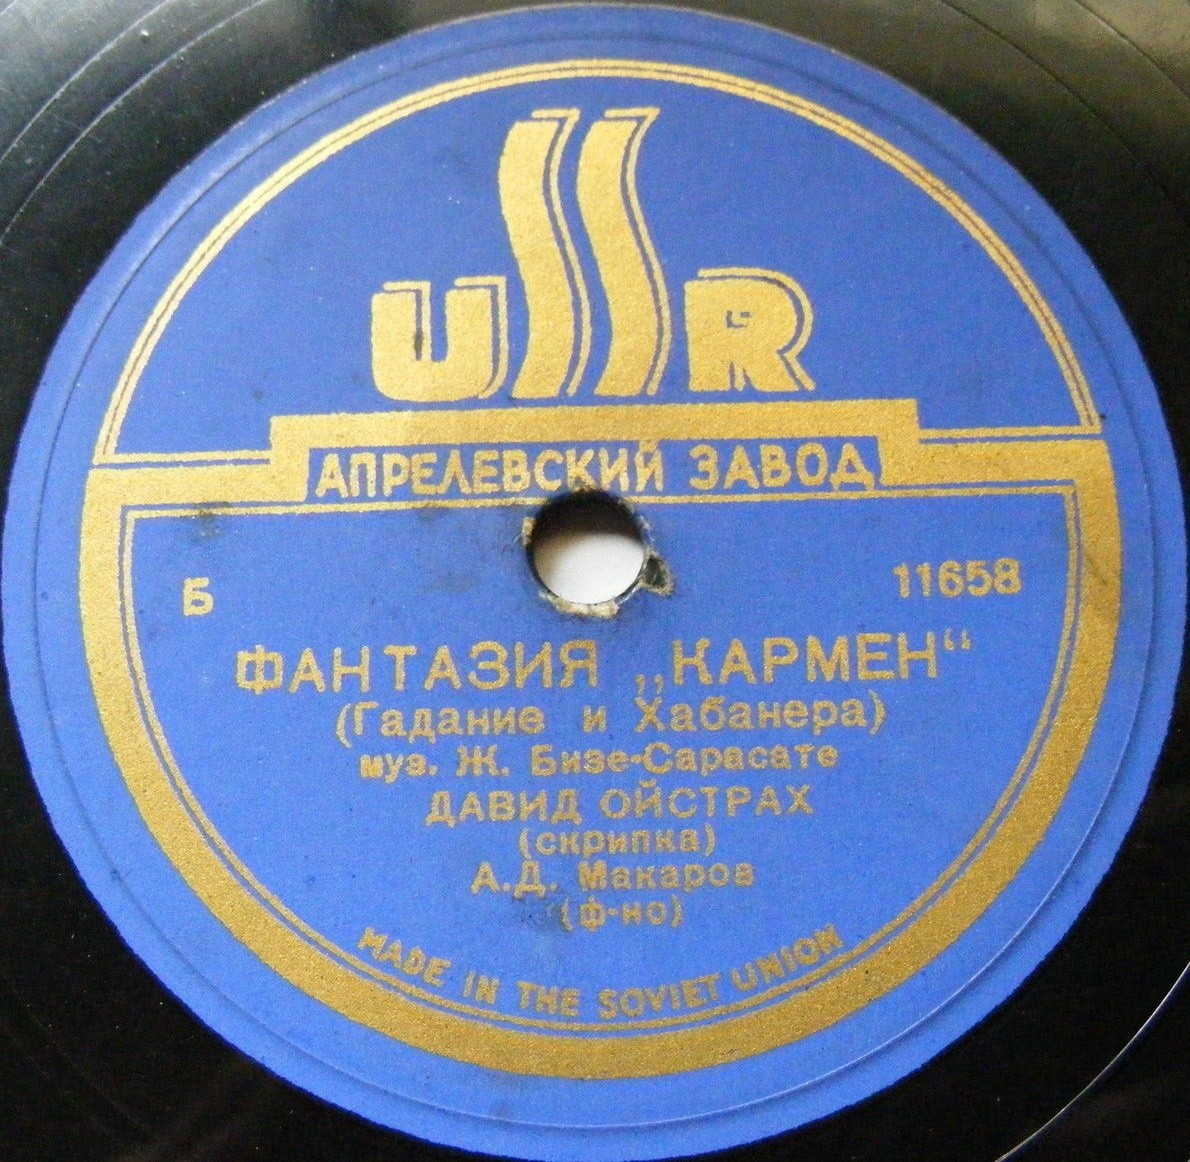 USSR
АПРЕЛЕВСКИЙ ЗАВОД
Б 11658
ФАНТАЗИЯ „КАРМЕН“
(Гадание и Хабанера)
муз. Ж. Бизе-Сарасате
ДАВИД ОЙСТРАХ
(скрипка)
А.Д. Макаров
(ф-но)
MADE IN THE SOVIET UNION